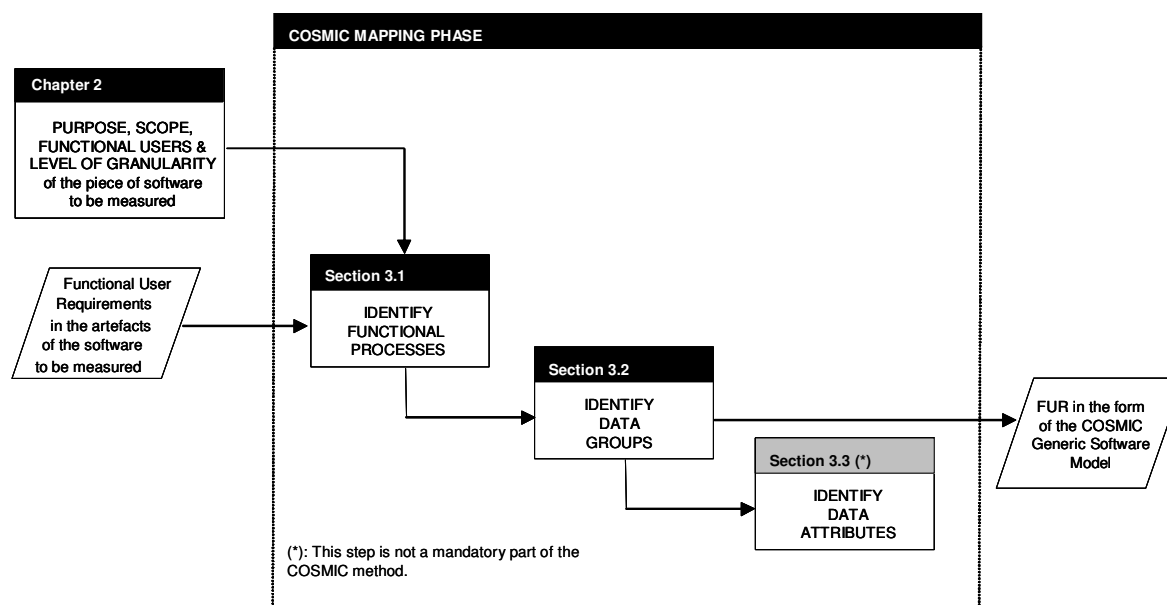 COSMIC MAPPING PHASE
Chapter 2
PURPOSE, SCOPE,
FUNCTIONAL USERS &
LEVEL OF GRANULARITY
of the piece of software
to be measured
Functional User
Requirements
in the artefacts
of the software
to be measured
Section 3.1
IDENTIFY
FUNCTIONAL
PROCESSES
Section 3.2
IDENTIFY
DATA
GROUPS
Section 3.3 (*)
IDENTIFY
DATA
ATTRIBUTES
FUR in the form
of the COSMIC
Generic Software
Model
(*): This step is not a mandatory part of the
COSMIC method.